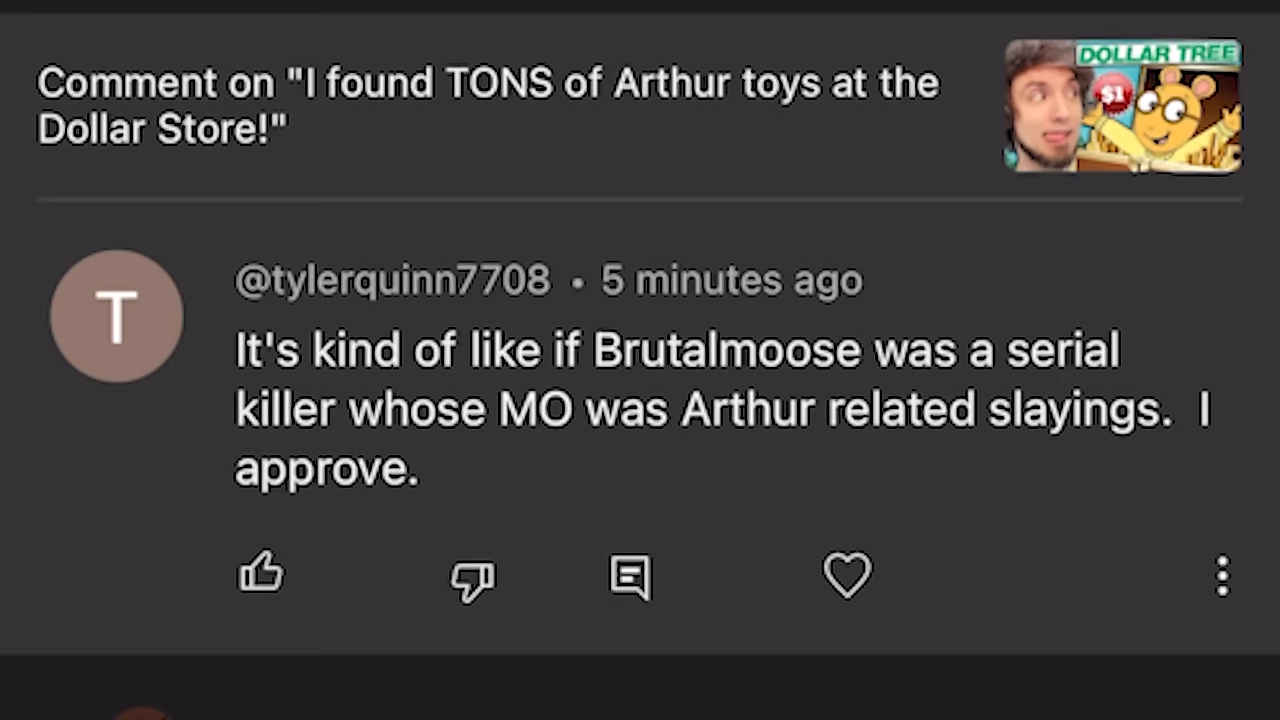 Comment on "I found TONS of Arthur toys at the
Dollar Store!"
DOLLAR TREE
$1
T
@tylerquinn7708 • 5 minutes ago
It's kind of like if Brutalmoose was a serial
killer whose MO was Arthur related slayings.  I
approve.